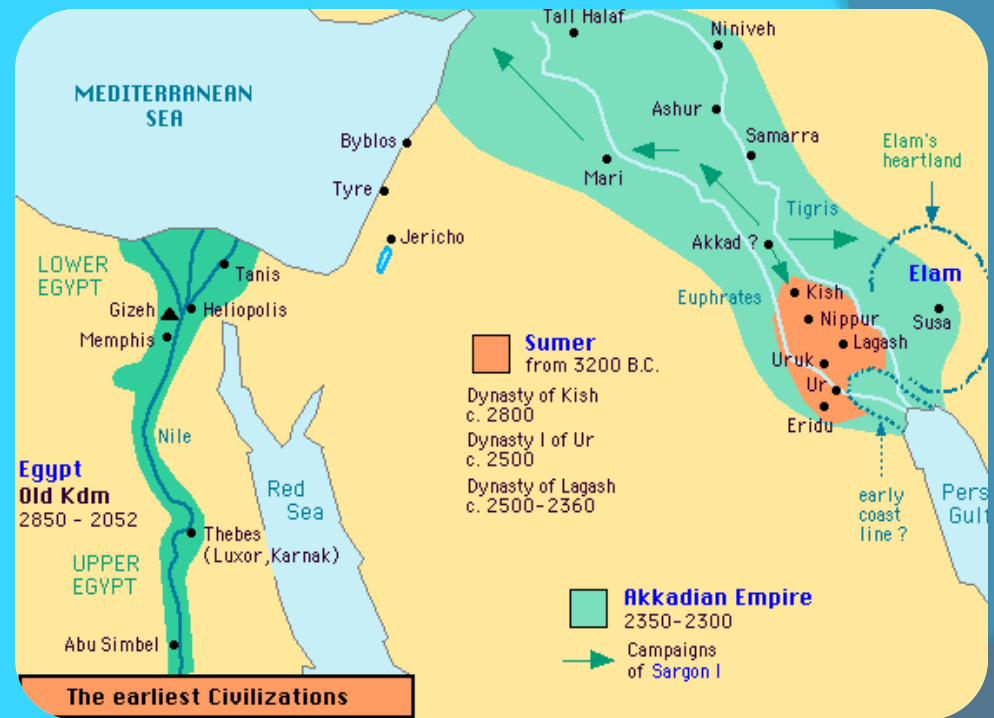 Tall Halaf
Niniveh
MEDITERRANEAN
SEA
Ashur
Samarra
Byblos
Elam's
heartland
Mari
Tyre
Tigris
Jericho
Akkad ?
LOWER
EGYPT
Tanis
Elam
Euphrates
Kish
Gizeh
Heliopolis
Nippur
Susa
Memphis
Lagash
Sumer
from 3200 B.C.
Uruk
Ur
Dynasty of Kish
c. 2800
Eridu
Dynasty I of Ur
c. 2500
Nile
Egypt
Old Kdm
2850 - 2052
Red
Sea
Dynasty of Lagash
c. 2500-2360
early
coast
line ?
Pers
Gulf
Thebes
(Luxor,Karnak)
UPPER
EGYPT
Akkadian Empire
2350-2300
Abu Simbel
Campaigns
of Sargon I
The earliest Civilizations